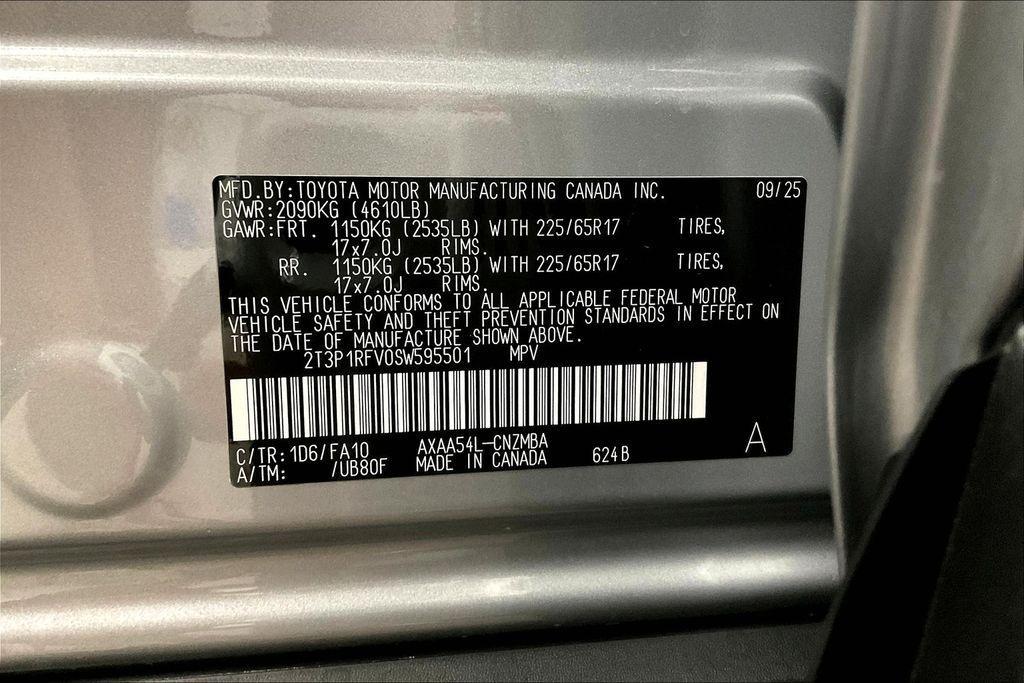 MFD.BY:TOYOTA MOTOR MANUFACTURING CANADA INC. 09/25
GVWR:2090KG (4610LB)
GAWR:FRT. 1150KG (2535LB) WITH 225/65R17 TIRES,
17x7.0J RIMS.
RR. 1150KG (2535LB) WITH 225/65R17 TIRES,
17x7.0J RIMS.
THIS VEHICLE CONFORMS TO ALL APPLICABLE FEDERAL MOTOR
VEHICLE SAFETY AND THEFT PREVENTION STANDARDS IN EFFECT ON
THE DATE OF MANUFACTURE SHOWN ABOVE.
2T3P1RFV0SW595501 MPV
C/TR:1D6/FA10 AXAA54L-CNZMBA
A/TM: /UB80F MADE IN CANADA 624B A